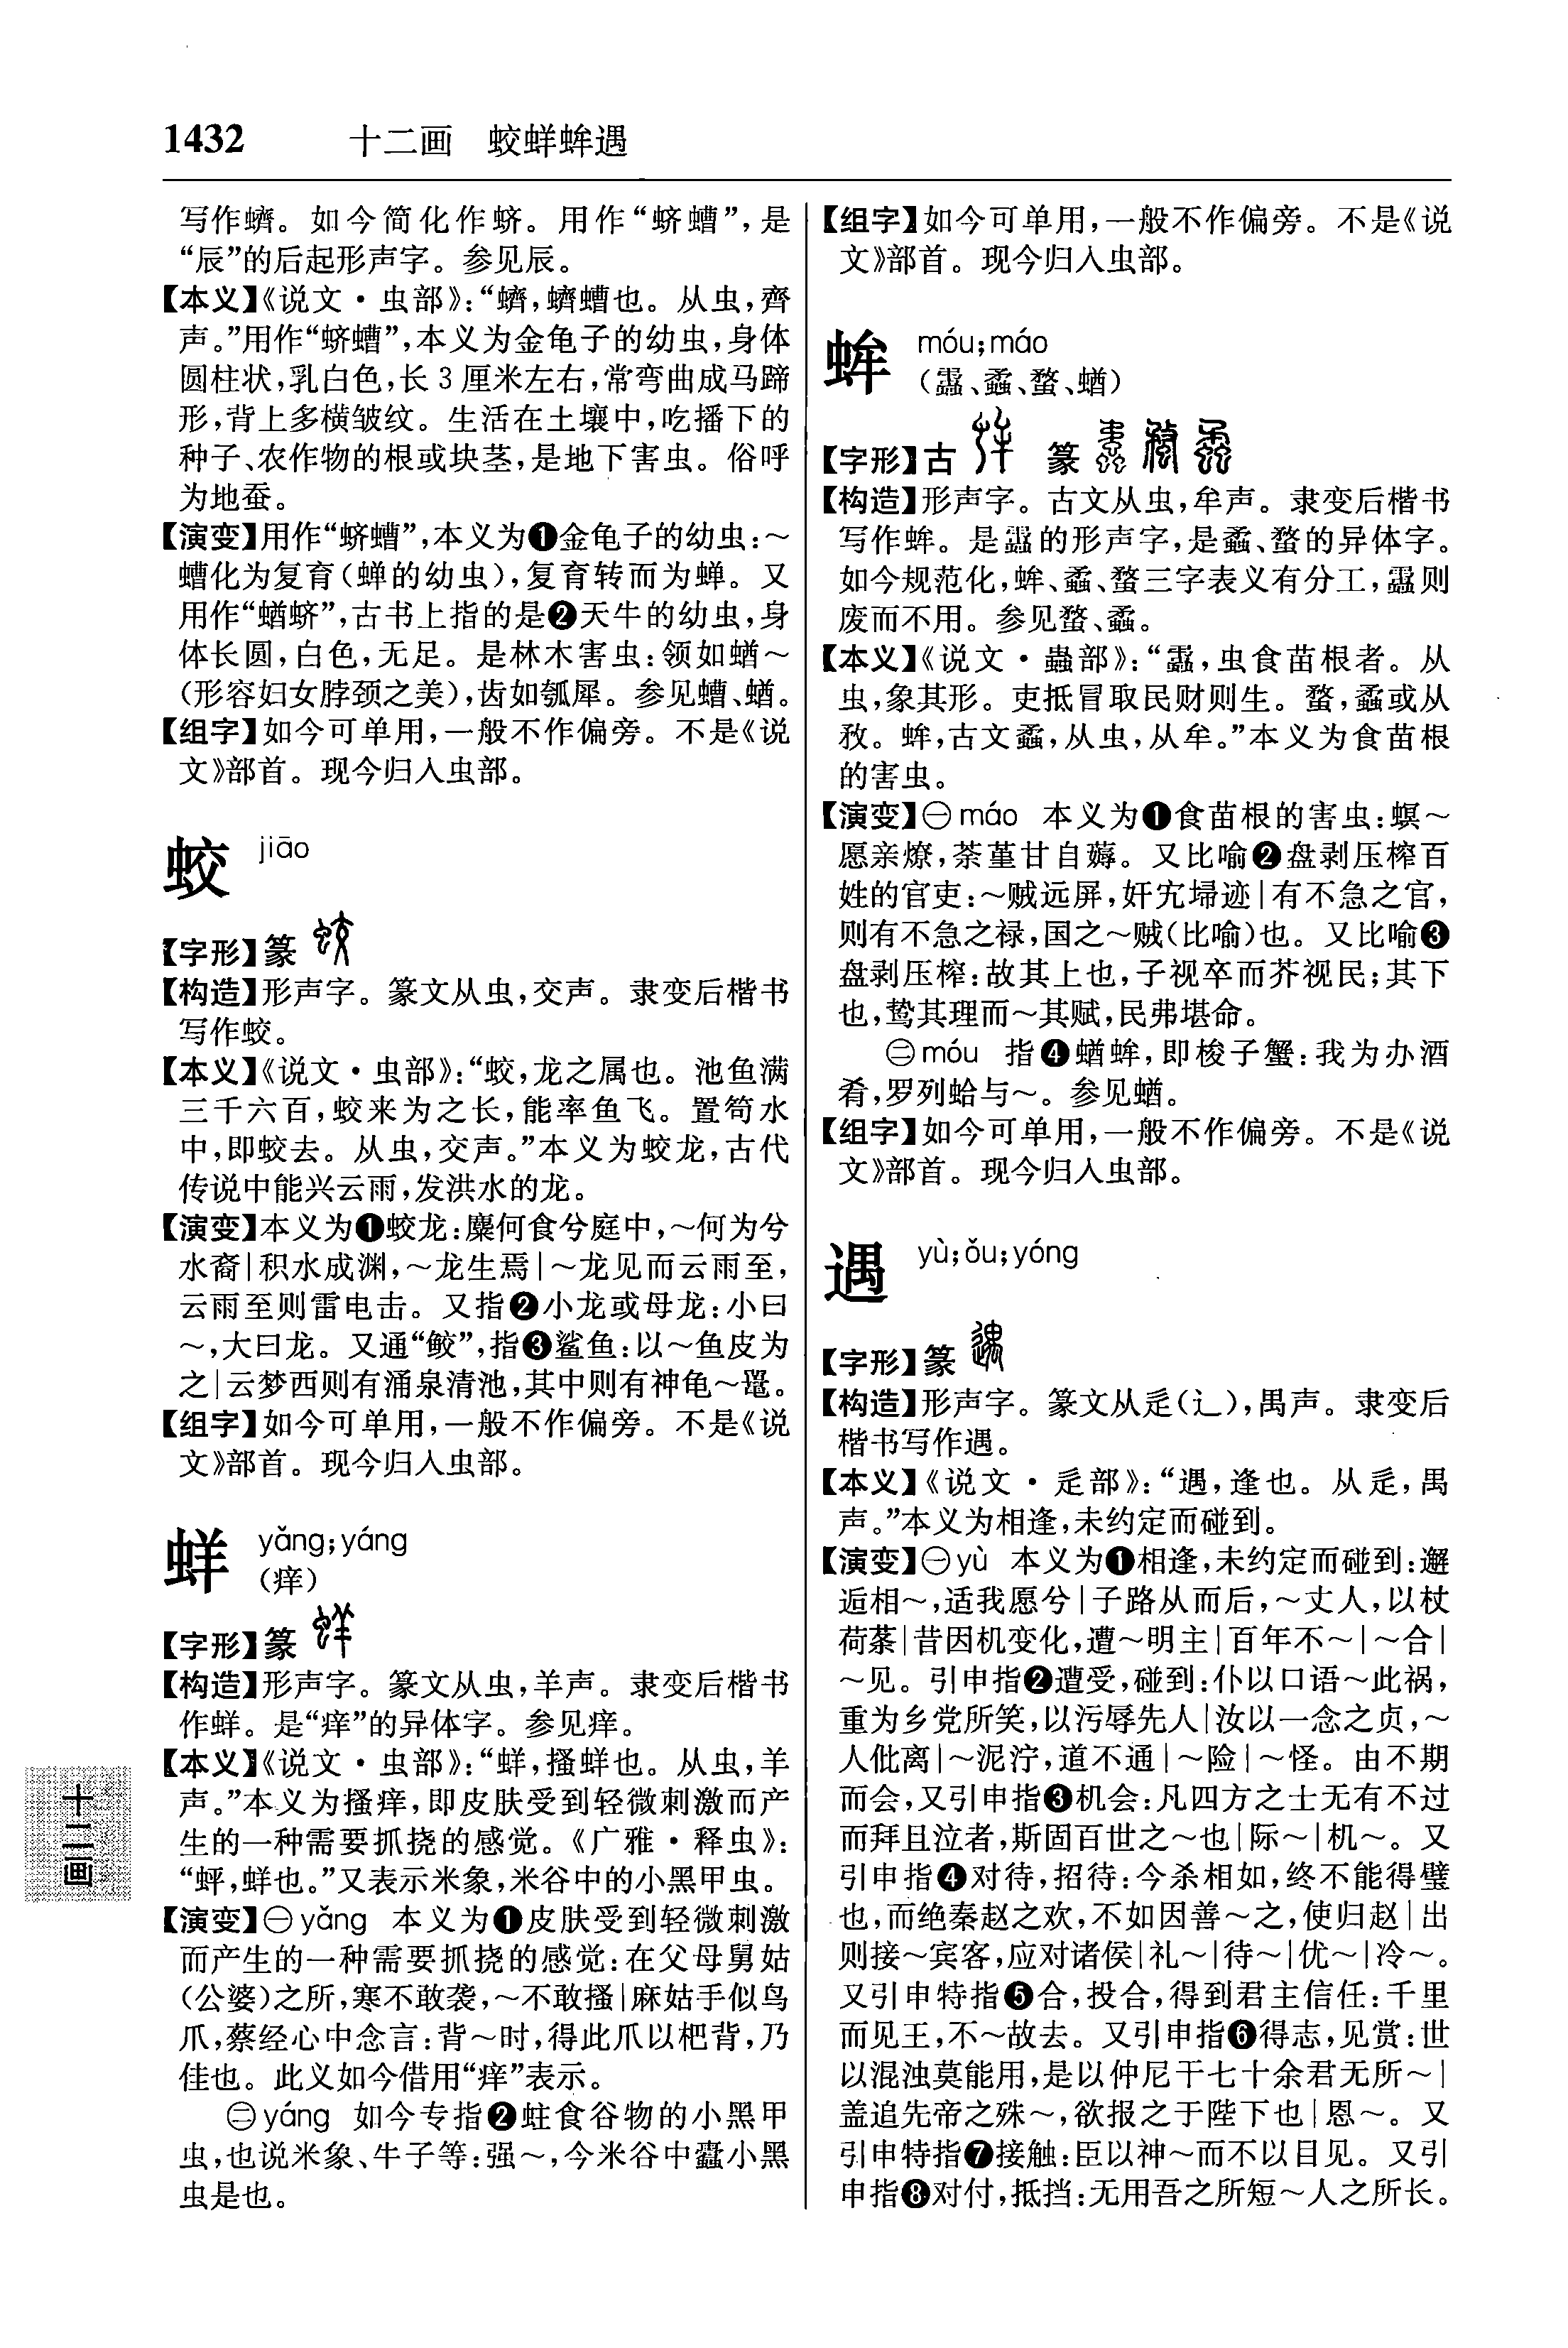 1432 十二画 蛟蛘蛑遇
写作蠐。如今简化作蛴。用作“蛴螬”,是
“辰”的后起形声字。参见辰。
【本义】《说文·虫部》:“蠐,蠐螬也。从虫,齊
声。”用作“蛴螬”,本义为金龟子的幼虫,身体
圆柱状,乳白色,长3厘米左右,常弯曲成马蹄
形,背上多横皱纹。生活在土壤中,吃播下的
种子、农作物的根或块茎,是地下害虫。俗呼
为地蚕。
【演变】用作“蛴螬”,本义为❶金龟子的幼虫:~
螬化为复育(蝉的幼虫),复育转而为蝉。又
用作“蝤蛴”,古书上指的是❷天牛的幼虫,身
体长圆,白色,无足。是林木害虫:领如蝤~
(形容妇女脖颈之美),齿如瓠犀。参见螬、蝤。
【组字】如今可单用,一般不作偏旁。不是《说
文》部首。现今归入虫部。
蛟 jiāo
【字形】篆
【构造】形声字。篆文从虫,交声。隶变后楷书
写作蛟。
【本义】《说文·虫部》:“蛟,龙之属也。池鱼满
三千六百,蛟来为之长,能率鱼飞。置笱水
中,即蛟去。从虫,交声。”本义为蛟龙,古代
传说中能兴云雨,发洪水的龙。
【演变】本义为❶蛟龙:麋何食兮庭中,~何为兮
水裔|积水成渊,~龙生焉|~龙见而云雨至,
云雨至则雷电击。又指❷小龙或母龙:小曰
~,大曰龙。又通“鲛”,指❸鲨鱼:以~鱼皮为
之|云梦西则有涌泉清池,其中则有神龟~鼍。
【组字】如今可单用,一般不作偏旁。不是《说
文》部首。现今归入虫部。
蛘 yǎng;yáng
(痒)
【字形】篆
【构造】形声字。篆文从虫,羊声。隶变后楷书
作蛘。是“痒”的异体字。参见痒。
【本义】《说文·虫部》:“蛘,搔蛘也。从虫,羊
声。”本义为搔痒,即皮肤受到轻微刺激而产
生的一种需要抓挠的感觉。《广雅·释虫》:
“蛢,蛘也。”又表示米象,米谷中的小黑甲虫。
【演变】㊀yǎng 本义为❶皮肤受到轻微刺激
而产生的一种需要抓挠的感觉:在父母舅姑
(公婆)之所,寒不敢袭,~不敢搔|麻姑手似鸟
爪,蔡经心中念言:背~时,得此爪以杷背,乃
佳也。此义如今借用“痒”表示。
㊁yáng 如今专指❷蛀食谷物的小黑甲
虫,也说米象、牛子等:强~,今米谷中蠹小黑
虫是也。
【组字】如今可单用,一般不作偏旁。不是《说
文》部首。现今归入虫部。
蛑 móu;máo
(蟊、蝥、蝤)
【字形】古 篆
【构造】形声字。古文从虫,牟声。隶变后楷书
写作蛑。是的形声字,是蟊、蝥的异体字。
如今规范化,蛑、蟊、蝥三字表义有分工,则
废而不用。参见蝥、蟊。
【本义】《说文·蟲部》:“,虫食苗根者。从
虫,象其形。吏抵冒取民财则生。蝥,蟊或从
敄。蛑,古文蟊,从虫,从牟。”本义为食苗根
的害虫。
【演变】㊀máo 本义为❶食苗根的害虫:螟~
愿亲燎,荼堇甘自薅。又比喻❷盘剥压榨百
姓的官吏:~贼远屏,奸宄埽迹|有不急之官,
则有不急之禄,国之~贼(比喻)也。又比喻❸
盘剥压榨:故其上也,子视卒而芥视民;其下
也,鸷其理而~其赋,民弗堪命。
㊁móu 指❹蝤蛑,即梭子蟹:我为办酒
肴,罗列蛤与~。参见蝤。
【组字】如今可单用,一般不作偏旁。不是《说
文》部首。现今归入虫部。
遇 yù;ǒu;yóng
【字形】篆
【构造】形声字。篆文从辵(辶),禺声。隶变后
楷书写作遇。
【本义】《说文·辵部》:“遇,逢也。从辵,禺
声。”本义为相逢,未约定而碰到。
【演变】㊀yù 本义为❶相逢,未约定而碰到:邂
逅相~,适我愿兮|子路从而后,~丈人,以杖
荷蓧|昔因机变化,遭~明主|百年不~|~合|
~见。引申指❷遭受,碰到:仆以口语~此祸,
重为乡党所笑,以污辱先人|汝以一念之贞,~
人仳离|~泥泞,道不通|~险|~怪。由不期
而会,又引申指❸机会:凡四方之士无有不过
而拜且泣者,斯固百世之~也|际~|机~。又
引申指❹对待,招待:今杀相如,终不能得璧
也,而绝秦赵之欢,不如因善~之,使归赵|出
则接~宾客,应对诸侯|礼~|待~|优~|冷~。
又引申特指❺合,投合,得到君主信任:千里
而见王,不~故去。又引申指❻得志,见赏:世
以混浊莫能用,是以仲尼干七十余君无所~|
盖追先帝之殊~,欲报之于陛下也|恩~。又
引申特指❼接触:臣以神~而不以目见。又引
申指❽对付,抵挡:无用吾之所短~人之所长。
十二画